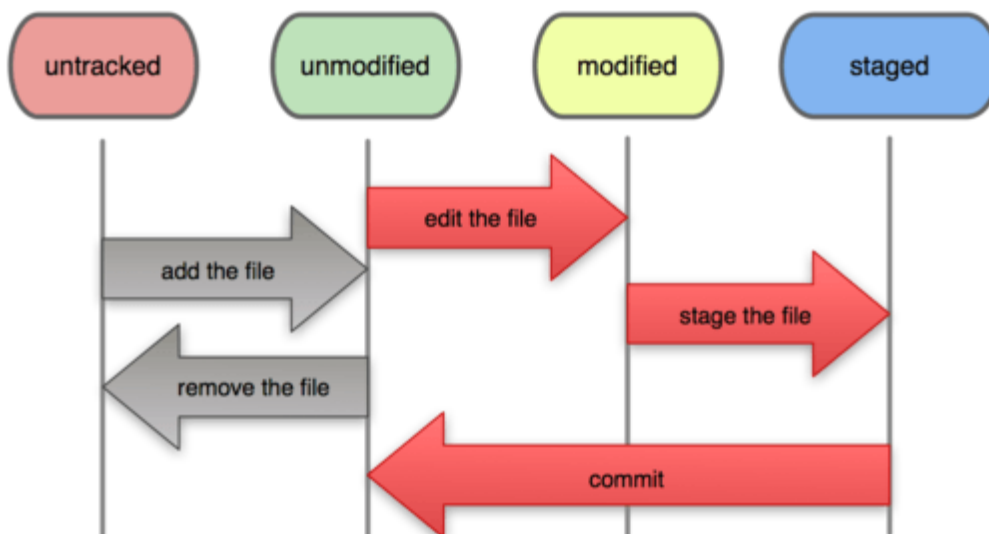 untracked
unmodified
modified
staged
edit the file
add the file
stage the file
remove the file
commit